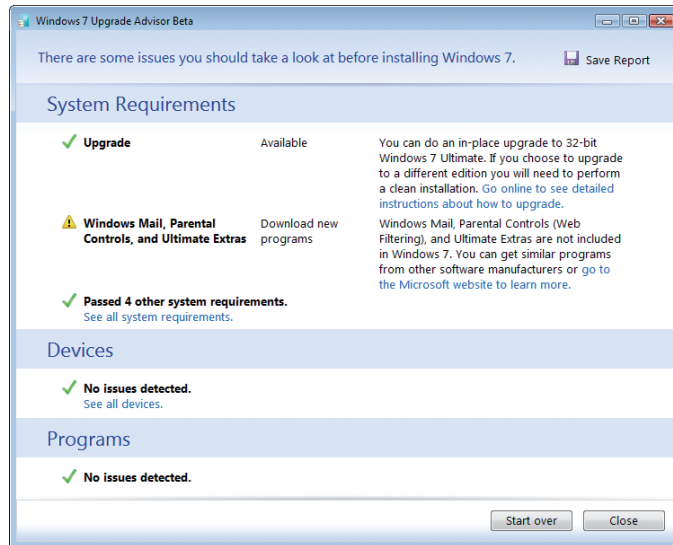 Windows 7 Upgrade Advisor Beta
There are some issues you should take a look at before installing Windows 7.
Save Report
System Requirements
Upgrade
Available
You can do an in-place upgrade to 32-bit
Windows 7 Ultimate. If you choose to upgrade
to a different edition you will need to perform
a clean installation. Go online to see detailed
instructions about how to upgrade.
Windows Mail, Parental
Controls, and Ultimate Extras
Download new
programs
Windows Mail, Parental Controls (Web
Filtering), and Ultimate Extras are not included
in Windows 7. You can get similar programs
from other software manufacturers or go to
the Microsoft website to learn more.
Passed 4 other system requirements.
See all system requirements.
Devices
No issues detected.
See all devices.
Programs
No issues detected.
Start over
Close